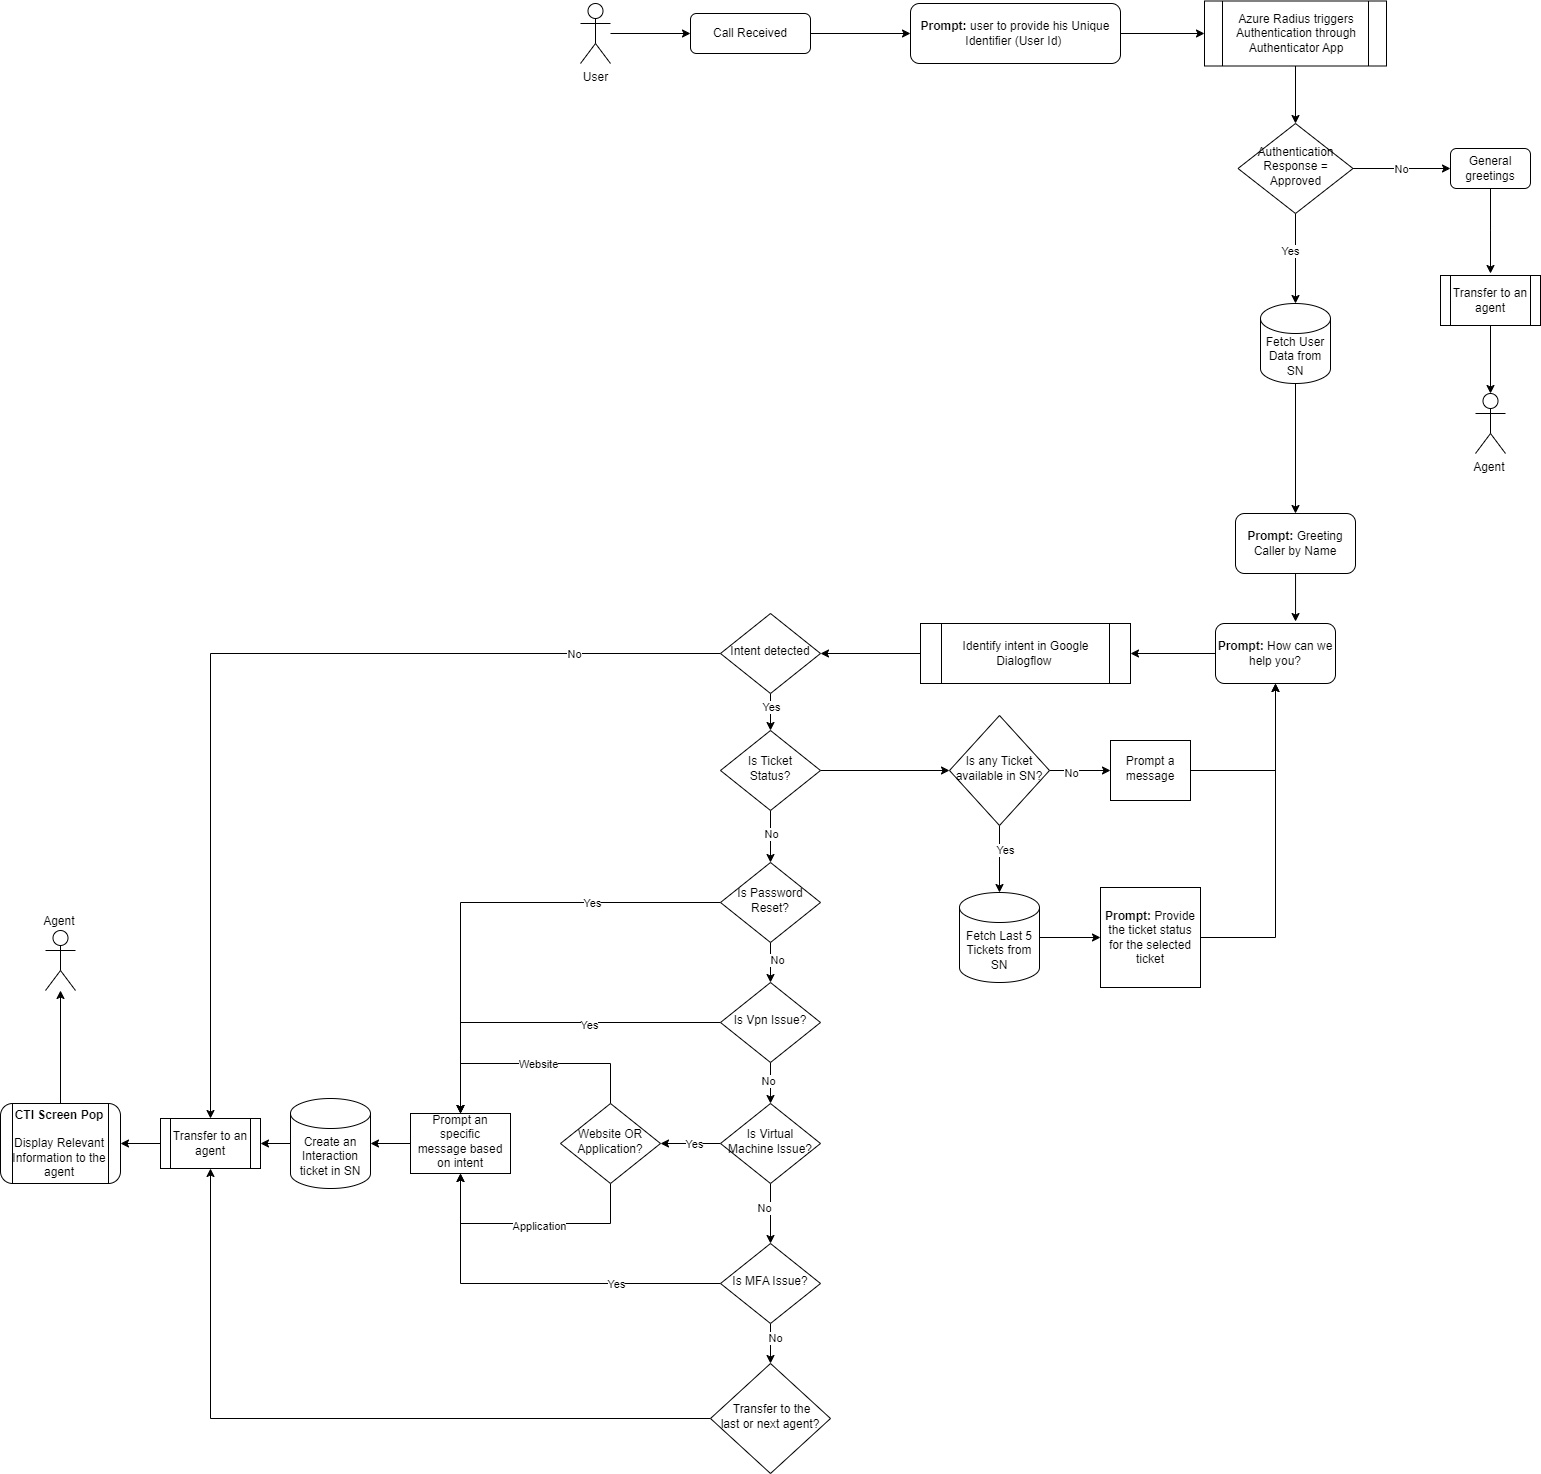 User
Call Received
Prompt: user to provide his Unique
Identifier (User Id)
Azure Radius triggers
Authentication through
Authenticator App
Authentication
Response =
Approved
No
General
greetings
Yes
Transfer to an
agent
Fetch User
Data from
SN
Agent
Prompt: Greeting
Caller by Name
Prompt: How can we
help you?
Identify intent in Google
Dialogflow
Intent detected
No
Yes
Is Ticket
Status?
Is any Ticket
available in SN?
No
Prompt a
message
No
Yes
Is Password
Reset?
Yes
Fetch Last 5
Tickets from
SN
Prompt: Provide
the ticket status
for the selected
ticket
Agent
No
Is Vpn Issue?
Yes
Website
No
CTI Screen Pop
Display Relevant
Information to the
agent
Transfer to an
agent
Create an
Interaction
ticket in SN
Prompt an
specific
message based
on intent
Website OR
Application?
Yes
Is Virtual
Machine Issue?
Application
No
Is MFA Issue?
Yes
No
Transfer to the
last or next agent?